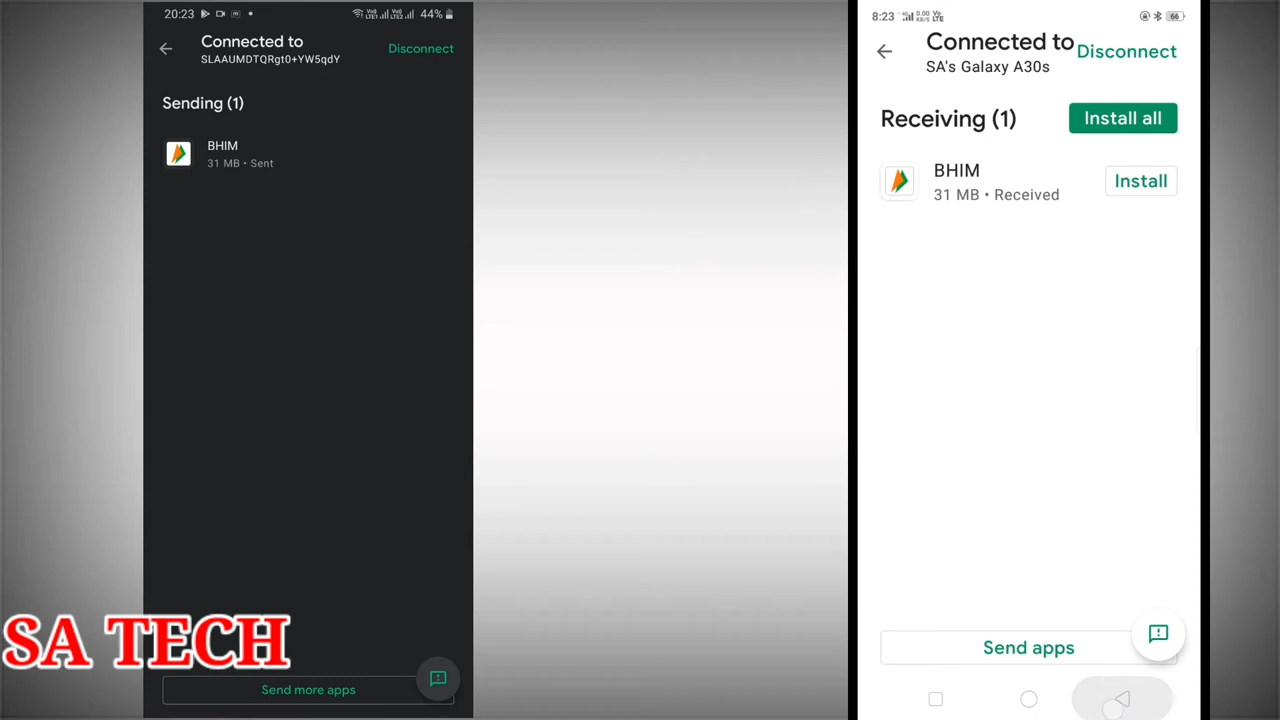 20:23
44%
Connected to
SLAAUMDTQRgt0+YW5qdY
Disconnect
Sending (1)
BHIM
31 MB • Sent
Send more apps
SA TECH
8:23
66
Connected to
SA's Galaxy A30s
Disconnect
Receiving (1)
Install all
BHIM
31 MB • Received
Install
Send apps